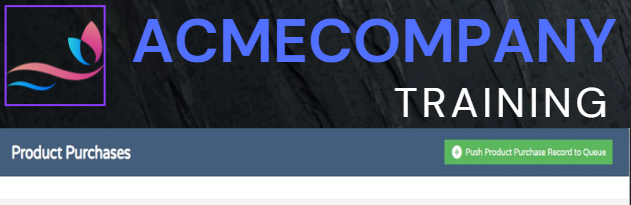 ACMECOMPANY
TRAINING
Product Purchases
Push Product Purchase Record to Queue